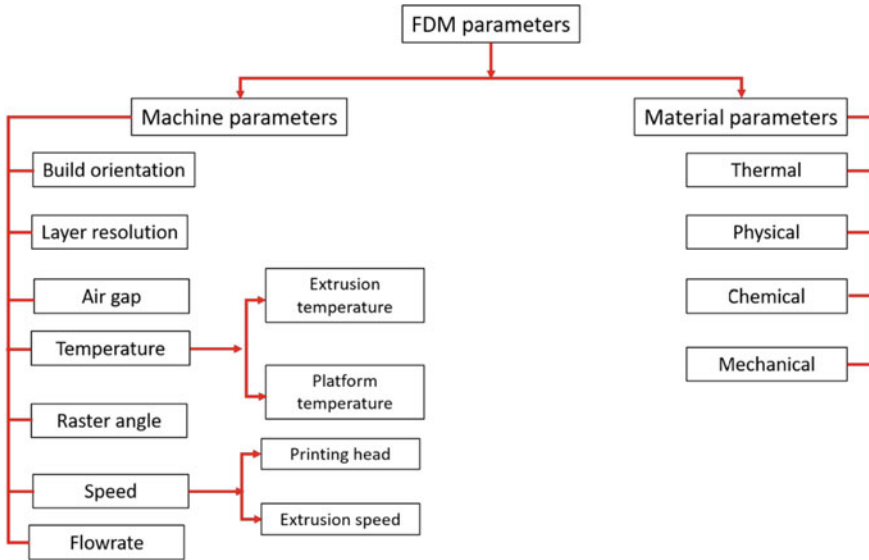 FDM parameters
Machine parameters
Material parameters
Build orientation
Layer resolution
Air gap
Temperature
Extrusion
temperature
Platform
temperature
Raster angle
Speed
Printing head
Extrusion speed
Flowrate
Thermal
Physical
Chemical
Mechanical